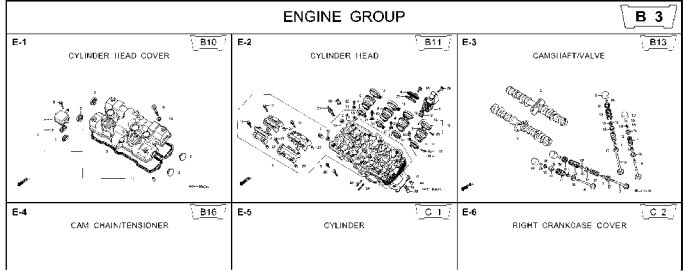 ENGINE GROUP
B 3
E-1
B10
CYLINDER HEAD COVER
E-2
B11
CYLINDER HEAD
E-3
B13
CAMSHAFT/VALVE
E-4
B16
CAM CHAIN/TENSIONER
E-5
C 1
CYLINDER
E-6
C 2
RIGHT CRANKCASE COVER